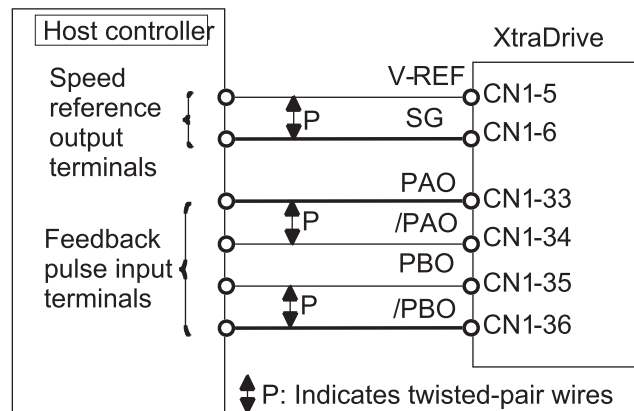 Host controller
XtraDrive
Speed
reference
output
terminals
V-REF
CN1-5
P
SG
CN1-6
PAO
CN1-33
P
/PAO
CN1-34
Feedback
pulse input
terminals
PBO
CN1-35
P
/PBO
CN1-36
P: Indicates twisted-pair wires